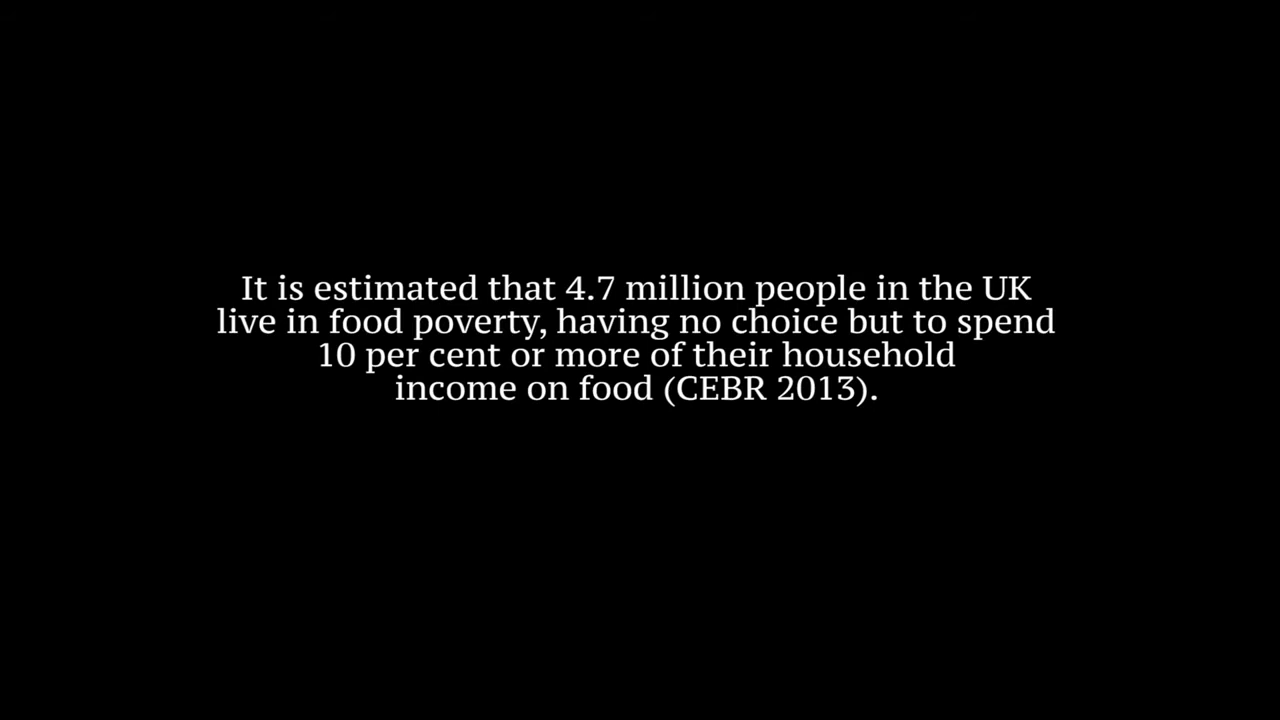 It is estimated that 4.7 million people in the UK
live in food poverty, having no choice but to spend
10 per cent or more of their household
income on food (CEBR 2013).